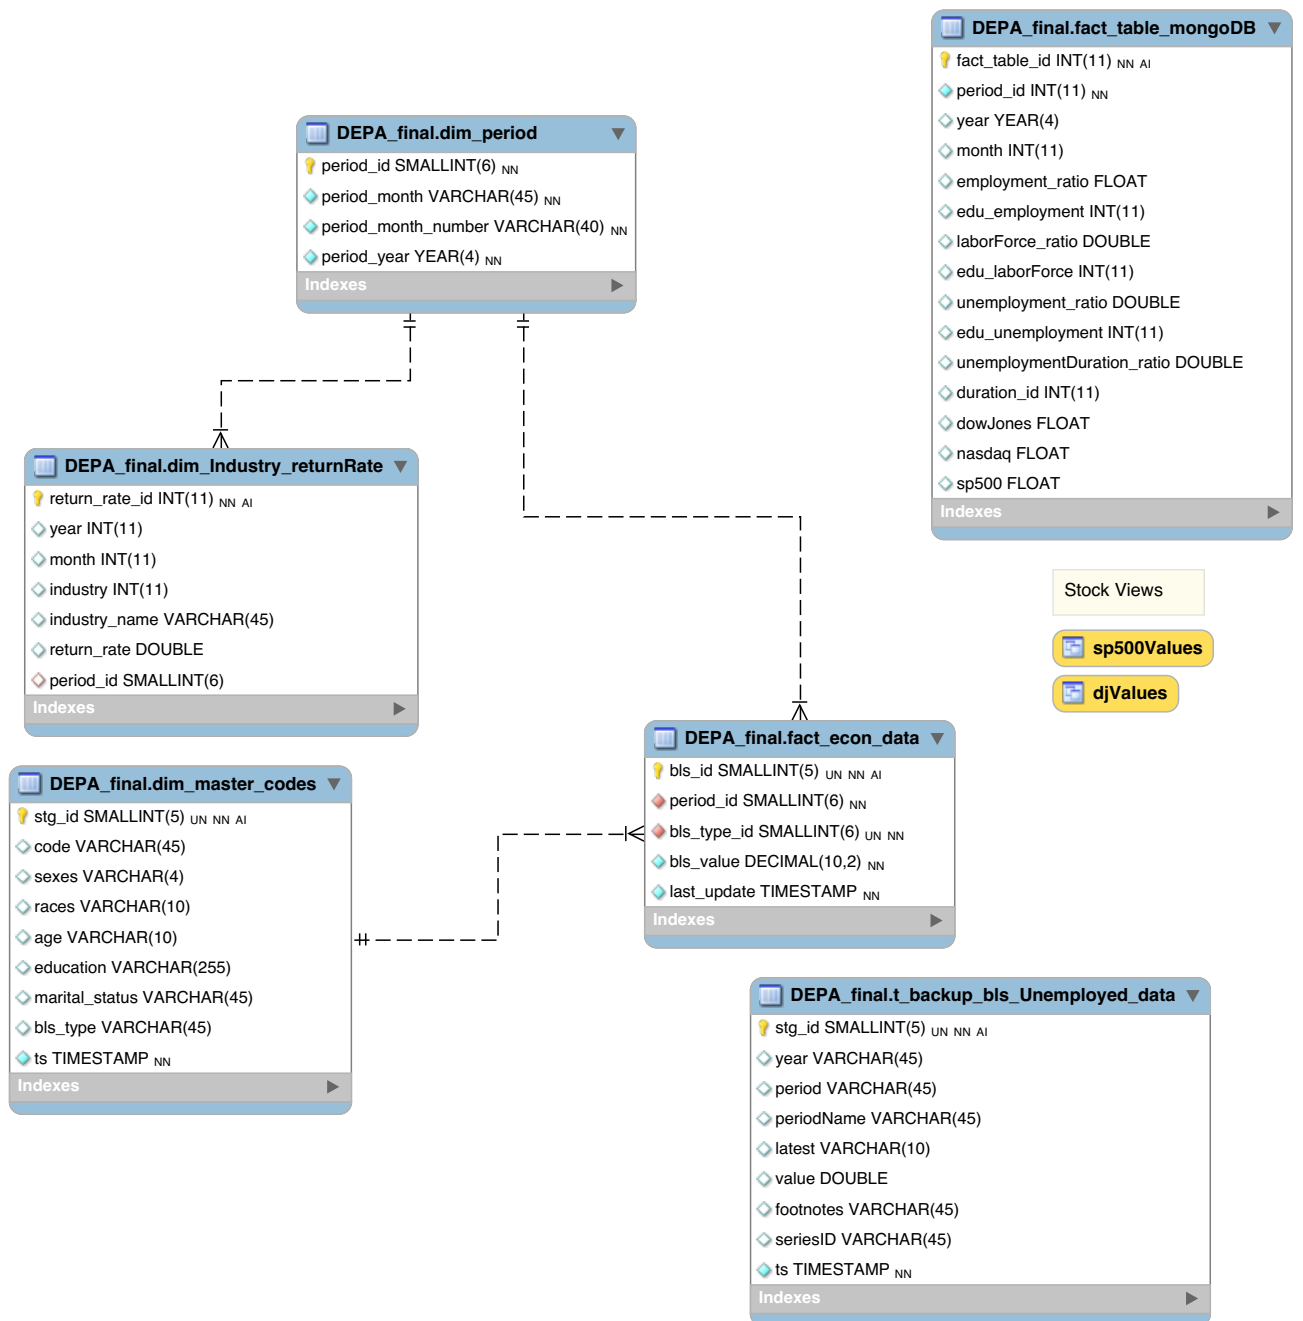 DEPA_final.fact_table_mongoDB
fact_table_id INT(11) NN AI
period_id INT(11) NN
year YEAR(4)
month INT(11)
employment_ratio FLOAT
edu_employment INT(11)
laborForce_ratio DOUBLE
edu_laborForce INT(11)
unemployment_ratio DOUBLE
edu_unemployment INT(11)
unemploymentDuration_ratio DOUBLE
duration_id INT(11)
dowJones FLOAT
nasdaq FLOAT
sp500 FLOAT
Indexes
DEPA_final.dim_period
period_id SMALLINT(6) NN
period_month VARCHAR(45) NN
period_month_number VARCHAR(40) NN
period_year YEAR(4) NN
Indexes
DEPA_final.dim_Industry_returnRate
return_rate_id INT(11) NN AI
year INT(11)
month INT(11)
industry INT(11)
industry_name VARCHAR(45)
return_rate DOUBLE
period_id SMALLINT(6)
Indexes
Stock Views
sp500Values
djValues
DEPA_final.fact_econ_data
bls_id SMALLINT(5) UN NN AI
period_id SMALLINT(6) NN
bls_type_id SMALLINT(6) UN NN
bls_value DECIMAL(10,2) NN
last_update TIMESTAMP NN
Indexes
DEPA_final.dim_master_codes
stg_id SMALLINT(5) UN NN AI
code VARCHAR(45)
sexes VARCHAR(4)
races VARCHAR(10)
age VARCHAR(10)
education VARCHAR(255)
marital_status VARCHAR(45)
bls_type VARCHAR(45)
ts TIMESTAMP NN
Indexes
DEPA_final.t_backup_bls_Unemployed_data
stg_id SMALLINT(5) UN NN AI
year VARCHAR(45)
period VARCHAR(45)
periodName VARCHAR(45)
latest VARCHAR(10)
value DOUBLE
footnotes VARCHAR(45)
seriesID VARCHAR(45)
ts TIMESTAMP NN
Indexes